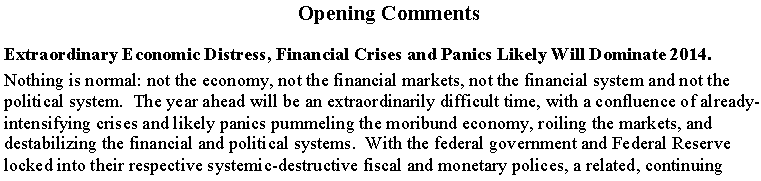 Opening Comments
Extraordinary Economic Distress, Financial Crises and Panics Likely Will Dominate 2014.
Nothing is normal: not the economy, not the financial markets, not the financial system and not the
political system.  The year ahead will be an extraordinarily difficult time, with a confluence of already-
intensifying crises and likely panics pummeling the moribund economy, roiling the markets, and
destabilizing the financial and political systems.  With the federal government and Federal Reserve
locked into their respective systemic-destructive fiscal and monetary polices, a related, continuing